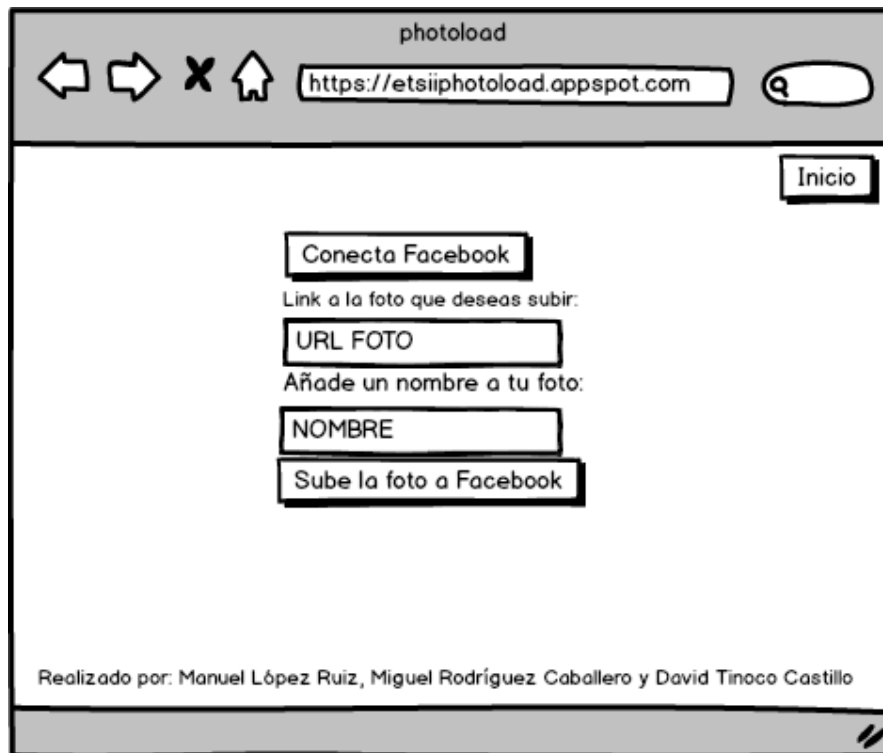 photoload
https://etsiiphotoload.appspot.com
Inicio
Conecta Facebook
Link a la foto que deseas subir:
URL FOTO
Añade un nombre a tu foto:
NOMBRE
Sube la foto a Facebook
Realizado por: Manuel López Ruiz, Miguel Rodríguez Caballero y David Tinoco Castillo